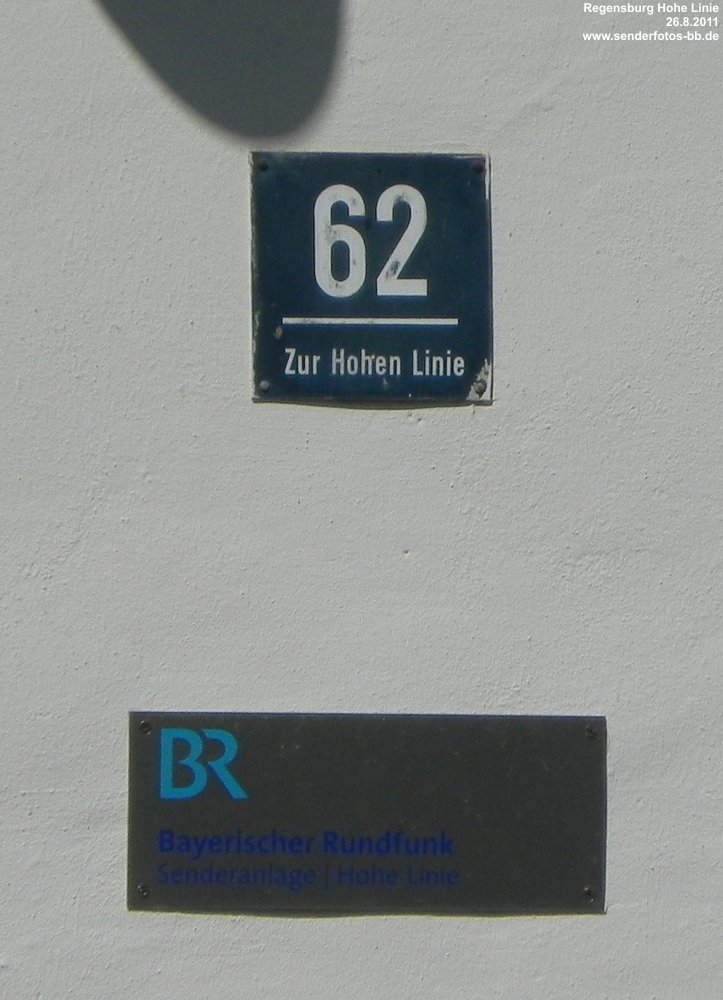 Regensburg Hohe Linie
26.8.2011
www.senderfotos-bb.de
62
Zur Hohen Linie
BR
Bayerischer Rundfunk
Senderanlage | Hohe Linie